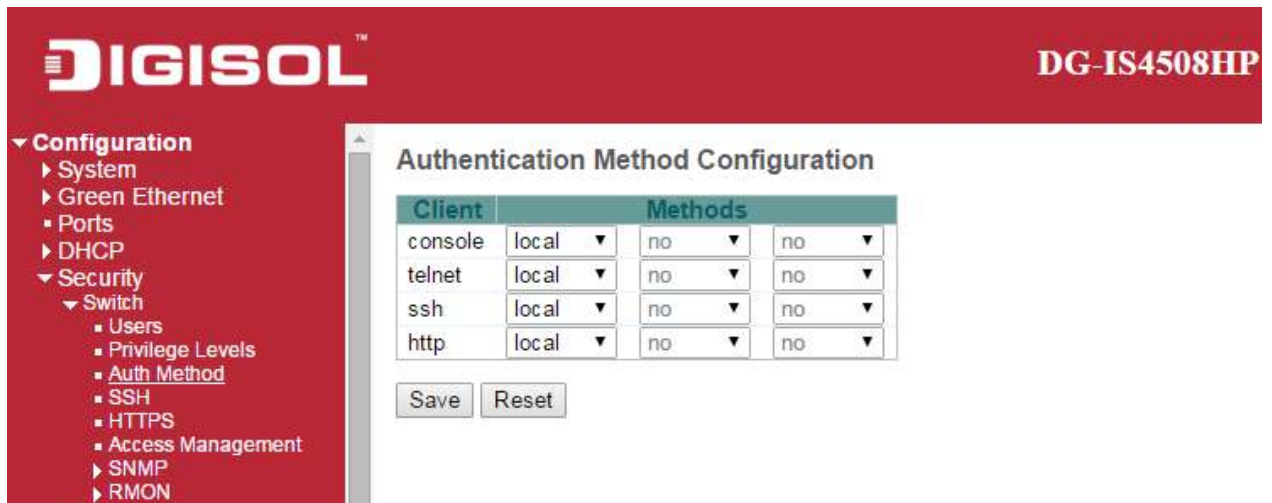 DIGISOL™
DG-IS4508HP
Configuration
System
Green Ethernet
Ports
DHCP
Security
Switch
Users
Privilege Levels
Auth Method
SSH
HTTPS
Access Management
SNMP
RMON
Authentication Method Configuration
Client Methods
console local no no
telnet local no no
ssh local no no
http local no no
Save Reset